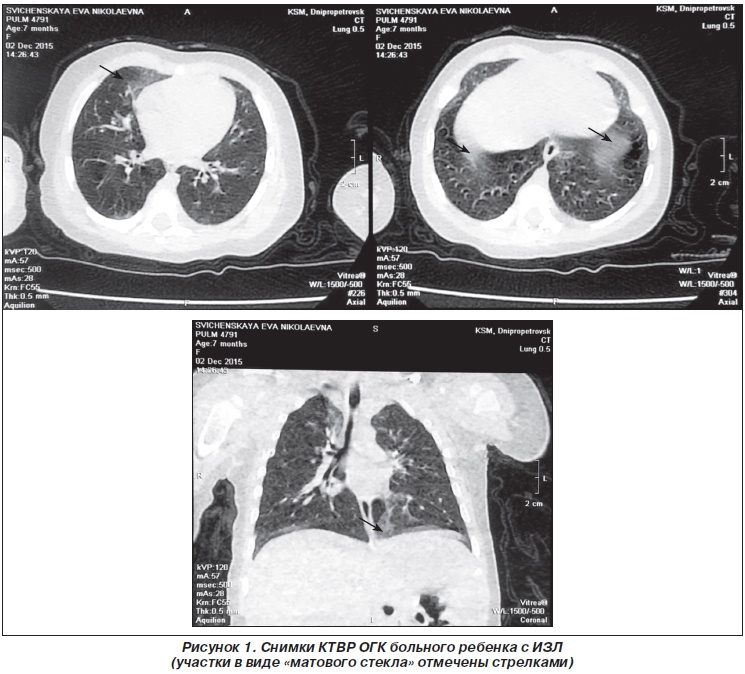 SVICHENSKAYA EVA NIKOLAEVNA
PULM 4791
Age:7 months
F
02 Dec 2015
14:26:43
A
KSM, Dnipropetrovsk
CT
Lung 0.5
R
L
2 cm
kVP:120
mA:57
msec:500
mAs:28
Krn:FC55
Thk:0.5 mm
Aquilion
Vitrea®
W/L:1500/-500
#226
Axial
SVICHENSKAYA EVA NIKOLAEVNA
PULM 4791
Age:7 months
F
02 Dec 2015
14:26:43
A
KSM, Dnipropetrovsk
CT
Lung 0.5
R
L
2 cm
kVP:120
mA:57
msec:500
mAs:28
Krn:FC55
Thk:0.5 mm
Aquilion
W/L:1
Vitrea®
W/L:1500/-500
#304
Axial
SVICHENSKAYA EVA NIKOLAEVNA
PULM 4791
Age:7 months
F
02 Dec 2015
14:26:43
S
KSM, Dnipropetrovsk
CT
Lung 0.5
R
L
2 cm
kVP:120
mA:57
msec:500
mAs:28
Krn:FC55
Thk:0.5 mm
Aquilion
Vitrea®
W/L:1500/-500
Coronal
Рисунок 1. Снимки КТВР ОГК больного ребенка с ИЗЛ
(участки в виде «матового стекла» отмечены стрелками)